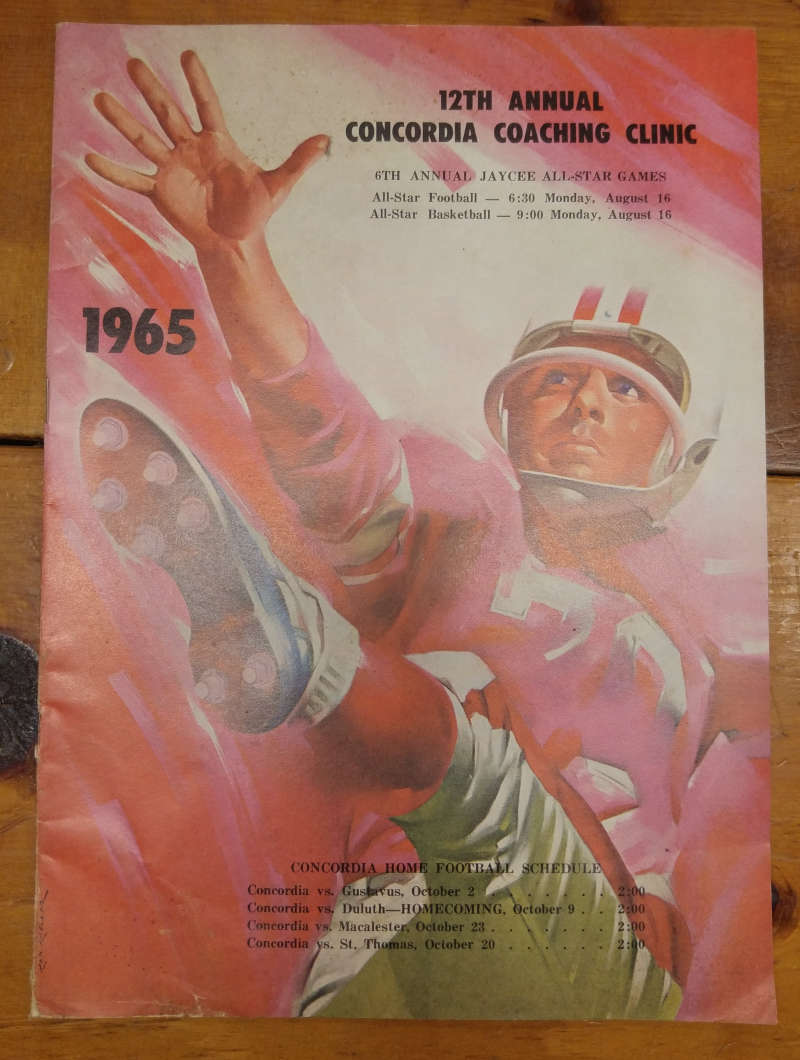 12TH ANNUAL
CONCORDIA COACHING CLINIC
6TH ANNUAL JAYCEE ALL-STAR GAMES
All-Star Football — 6:30 Monday, August 16
All-Star Basketball — 9:00 Monday, August 16
1965
7
CONCORDIA HOME FOOTBALL SCHEDULE
Concordia vs. Gustavus, October 2 . . . . . . . 2:00
Concordia vs. Duluth—HOMECOMING, October 9 . . 2:00
Concordia vs. Macalester, October 23 . . . . . . . 2:00
Concordia vs. St. Thomas, October 20 . . . . . . 2:00